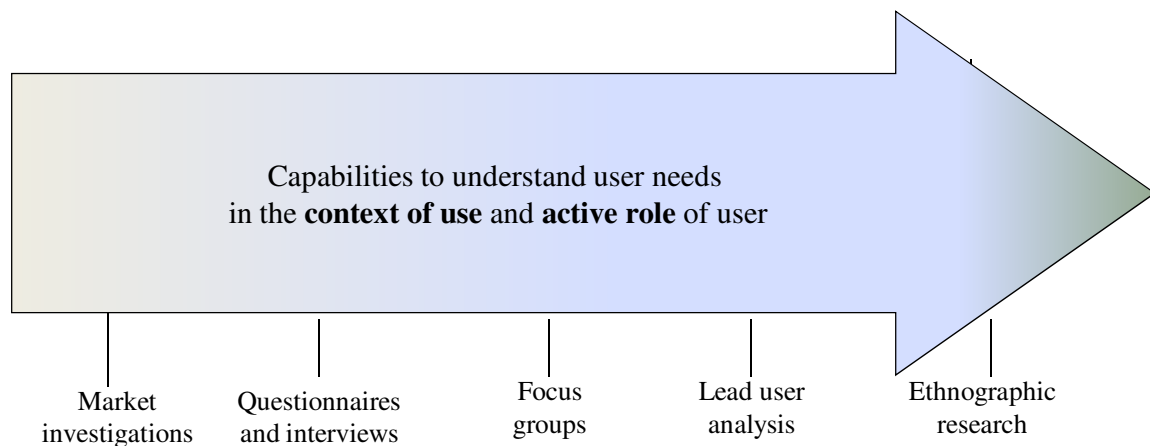 Capabilities to understand user needs
in the context of use and active role of user
Market
investigations
Questionnaires
and interviews
Focus
groups
Lead user
analysis
Ethnographic
research